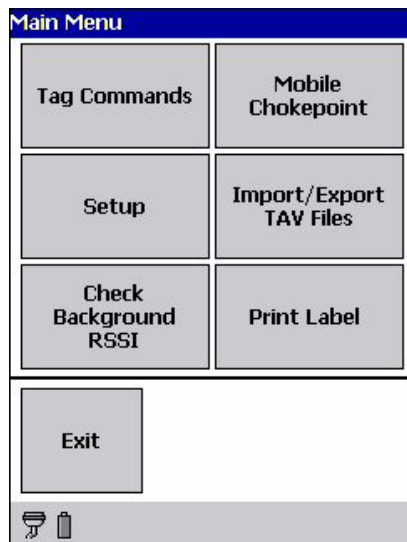 Main Menu
Tag Commands
Mobile
Chokepoint
Setup
Import/Export
TAV Files
Check
Background
RSSI
Print Label
Exit